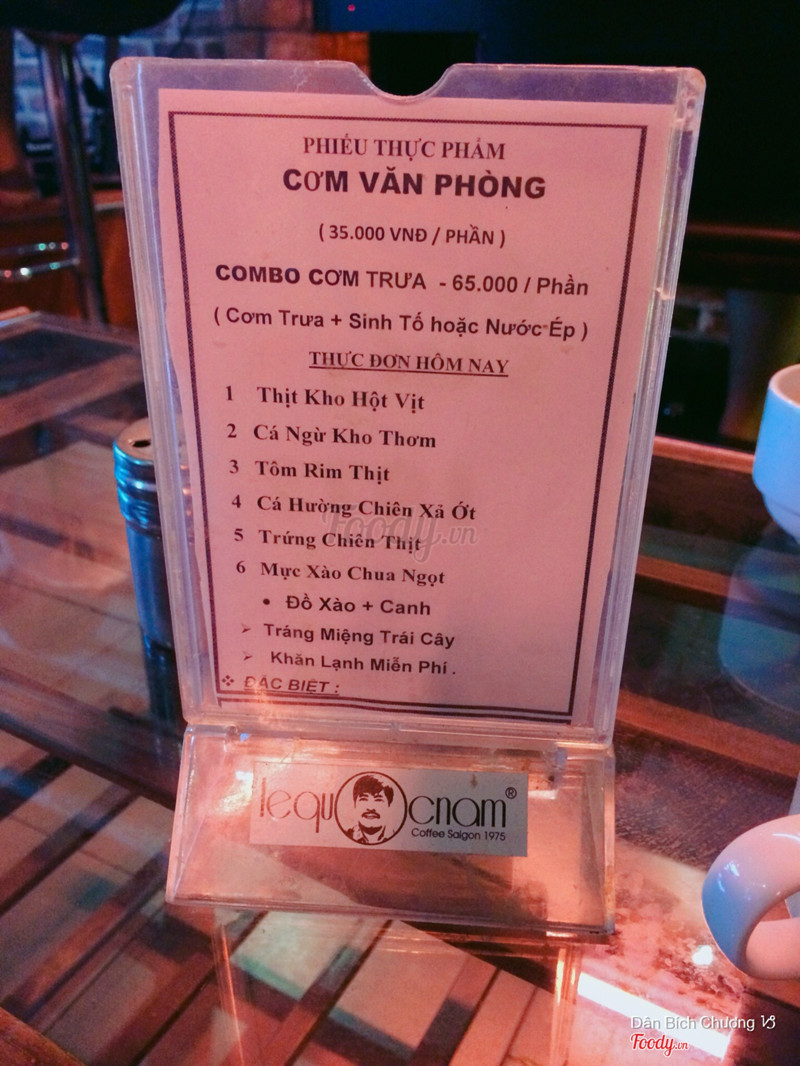 PHIẾU THỰC PHẨM
CƠM VĂN PHÒNG
( 35.000 VNĐ / PHẦN )
COMBO CƠM TRƯA - 65.000 / Phần
( Cơm Trưa + Sinh Tố hoặc Nước Ép )
THỰC ĐƠN HÔM NAY
1 Thịt Kho Hột Vịt
2 Cá Ngừ Kho Thơm
3 Tôm Rim Thịt
4 Cá Hường Chiên Xả Ớt
5 Trứng Chiên Thịt
6 Mực Xào Chua Ngọt
• Đồ Xào + Canh
➢ Tráng Miệng Trái Cây
➢ Khăn Lạnh Miễn Phí .
❖ ĐẶC BIỆT :
Foody.vn
lequocnam®
Coffee Saigon 1975
Dân Bích Chương
Foody.vn